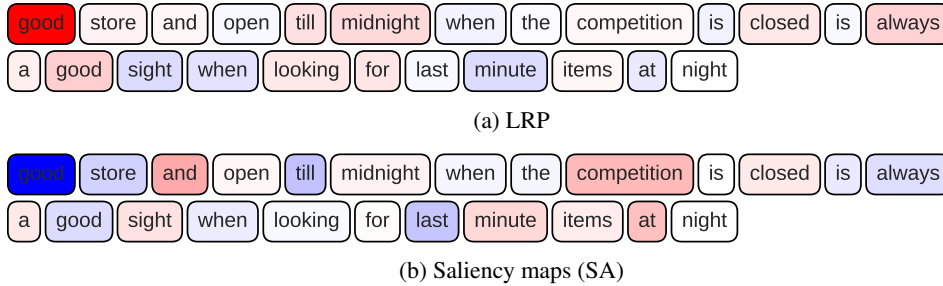 good store and open till midnight when the competition is closed is always
a good sight when looking for last minute items at night
(a) LRP
good store and open till midnight when the competition is closed is always
a good sight when looking for last minute items at night
(b) Saliency maps (SA)